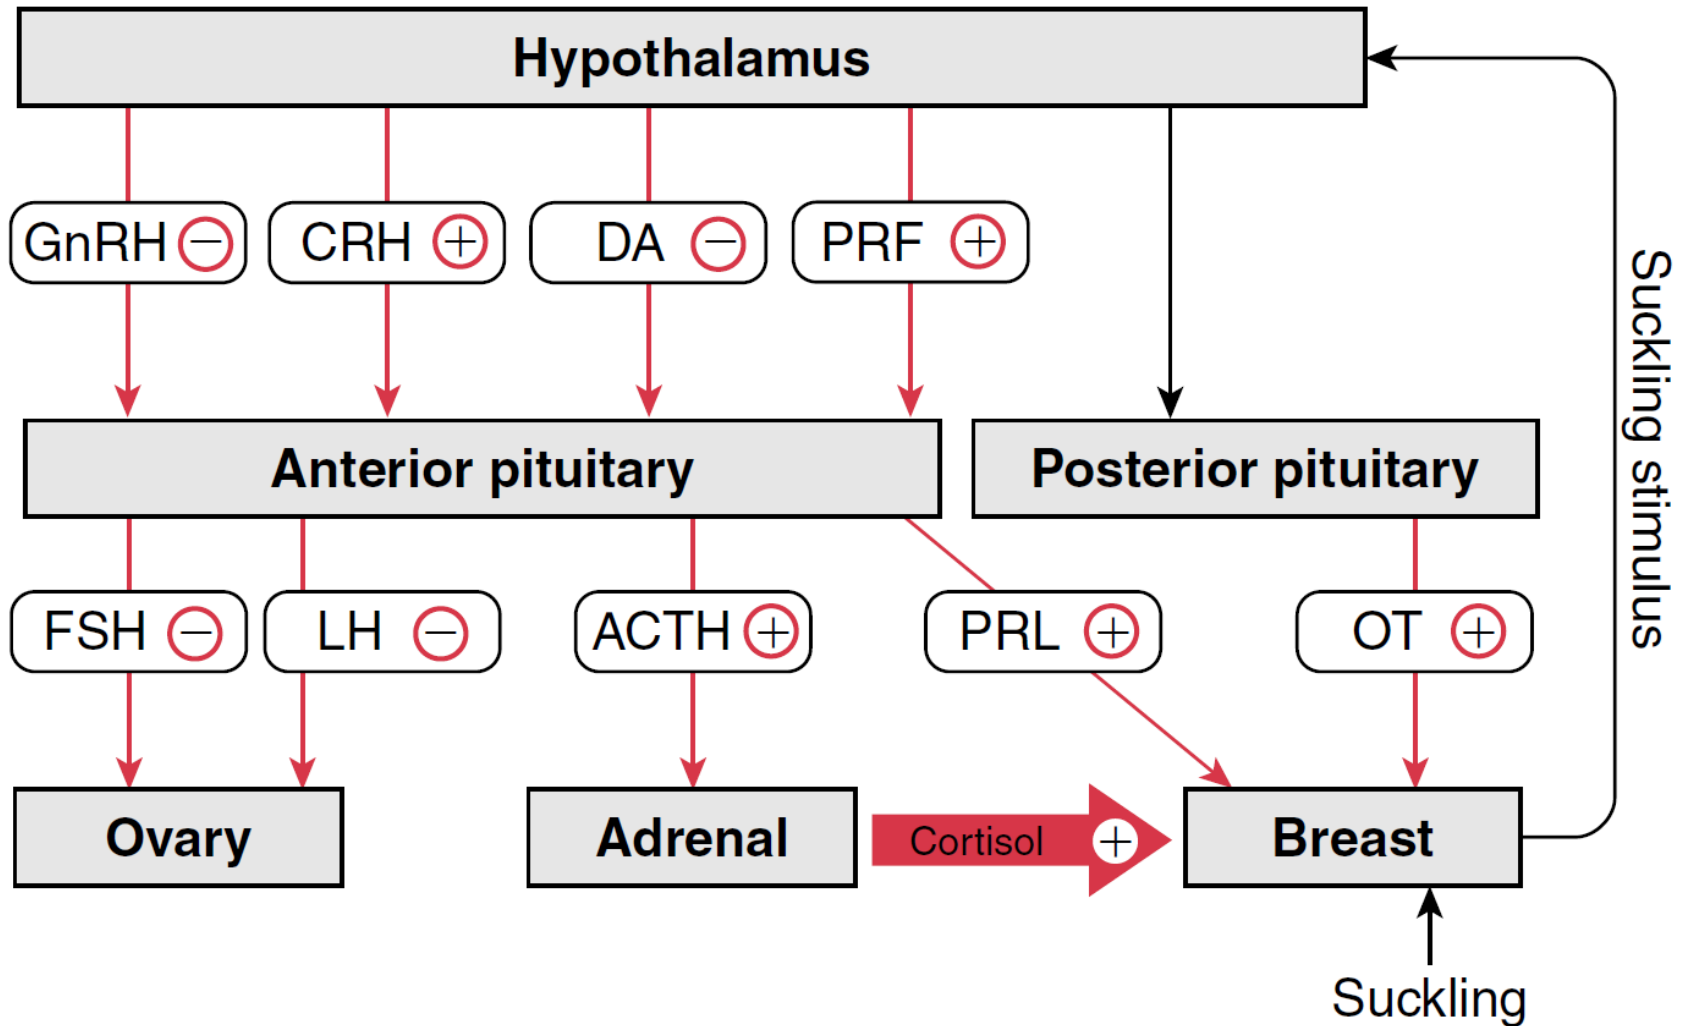 Hypothalamus
GnRH −
CRH +
DA −
PRF +
Suckling stimulus
Anterior pituitary
Posterior pituitary
FSH −
LH −
ACTH +
PRL +
OT +
Ovary
Adrenal
Cortisol +
Breast
Suckling